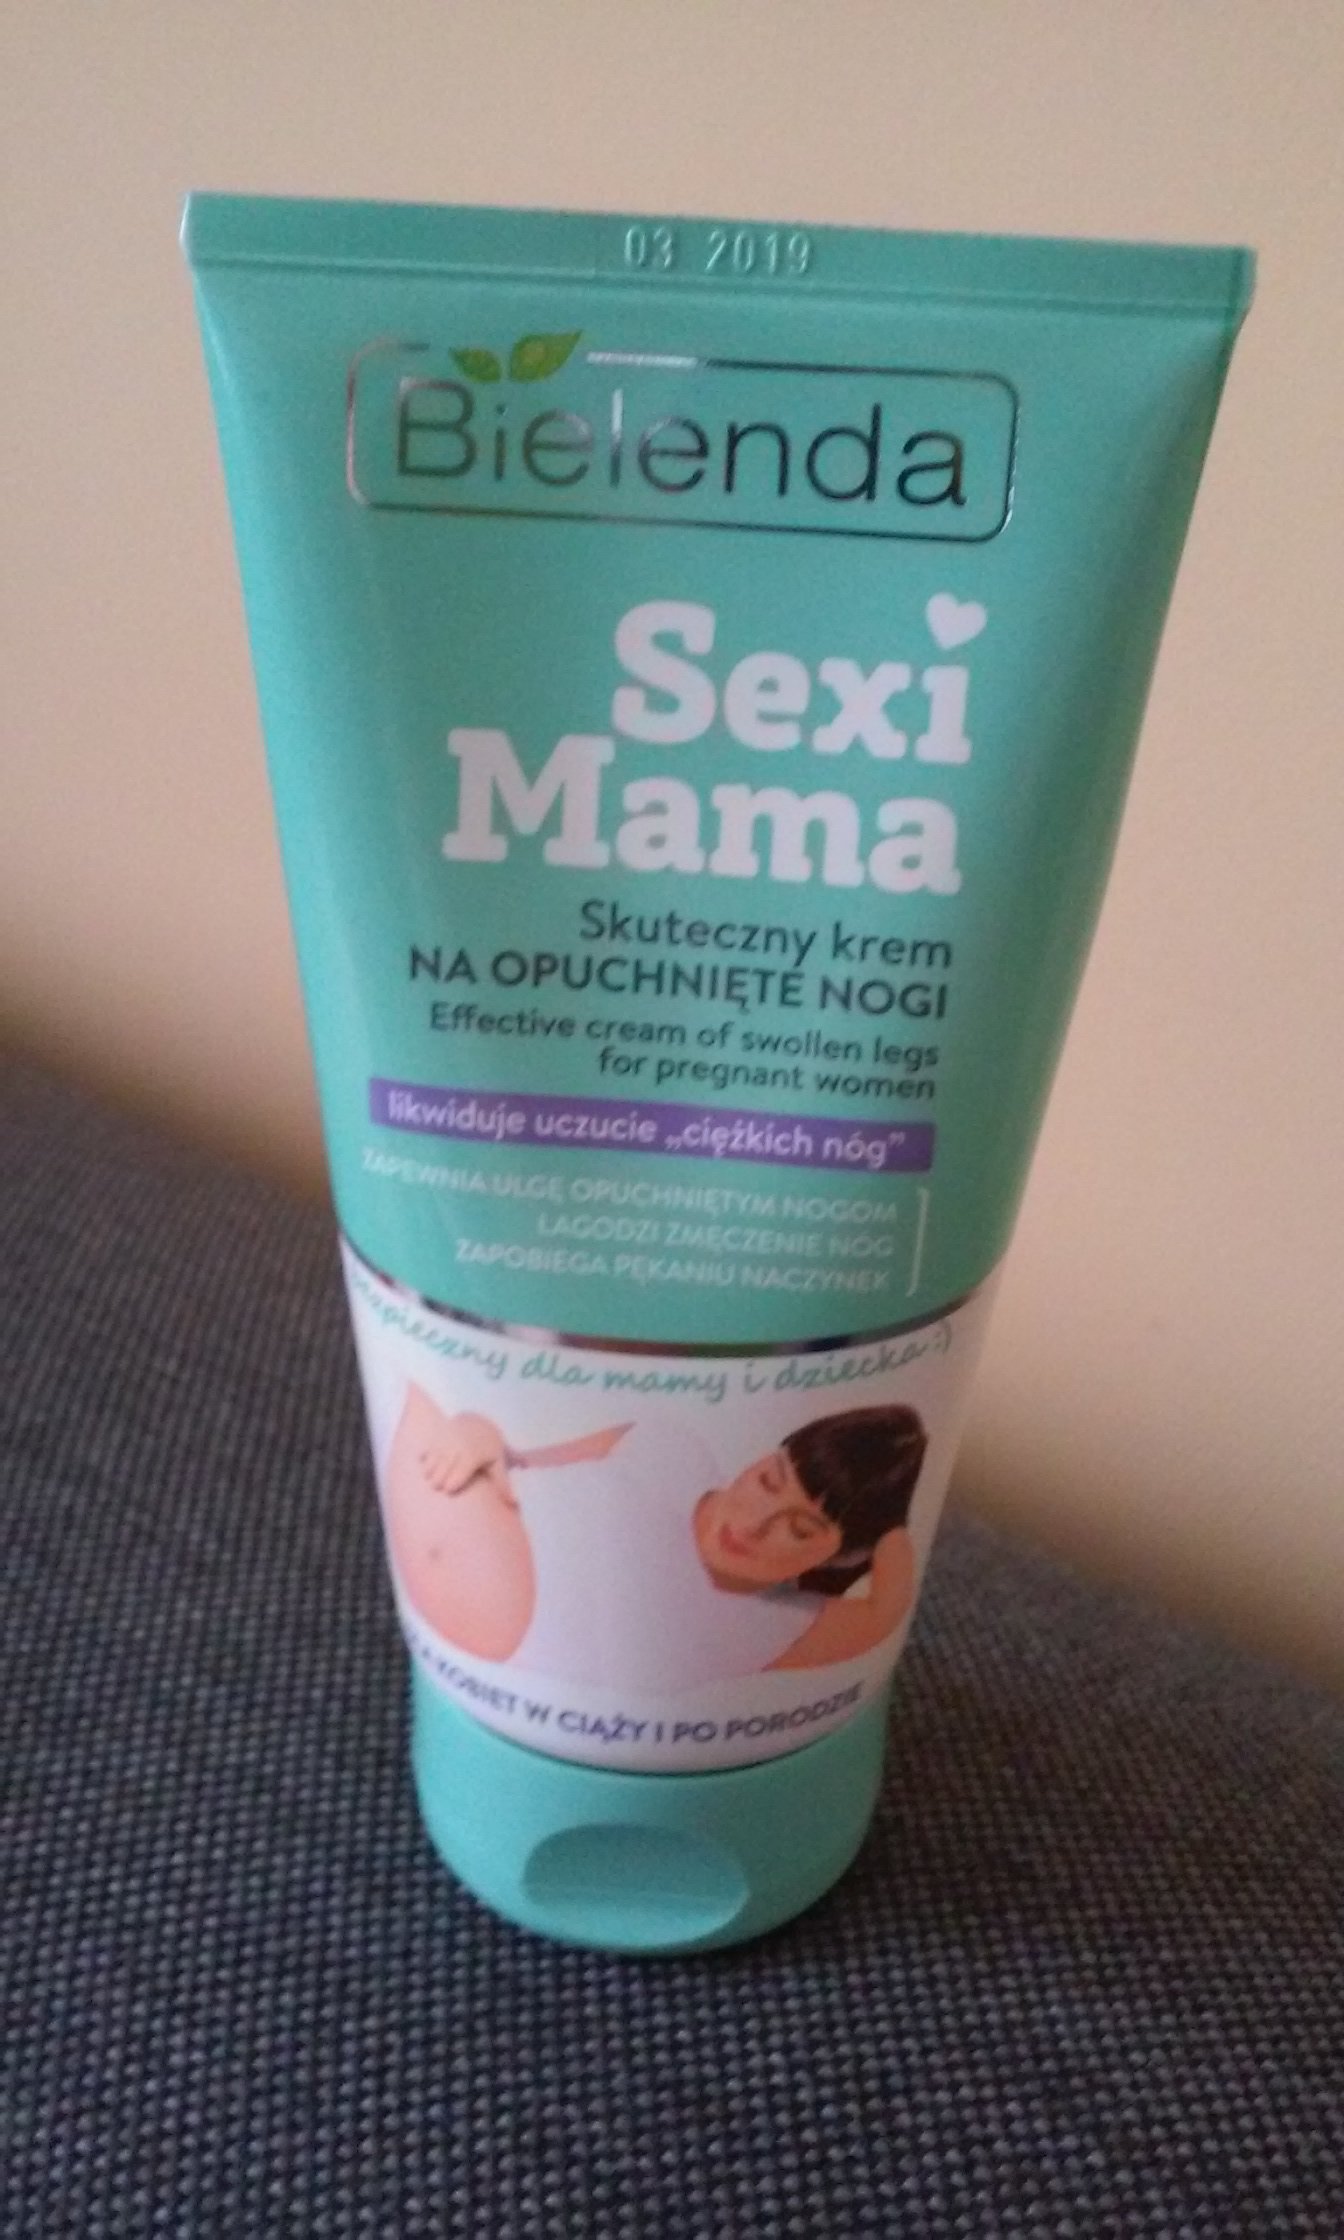 03 2019
Bielenda
Sexi
Mama
Skuteczny krem
NA OPUCHNIĘTE NOGI
Effective cream of swollen legs
for pregnant women
likwiduje uczucie „ciężkich nóg”
ZAPEWNIA ULGĘ OPUCHNIĘTYM NOGOM
ŁAGODZI ZMĘCZENIE NÓG
ZAPOBIEGA PĘKANIU NACZYNEK
bezpieczny dla mamy i dziecka :)
KOBIET W CIĄŻY I PO PORODZIE